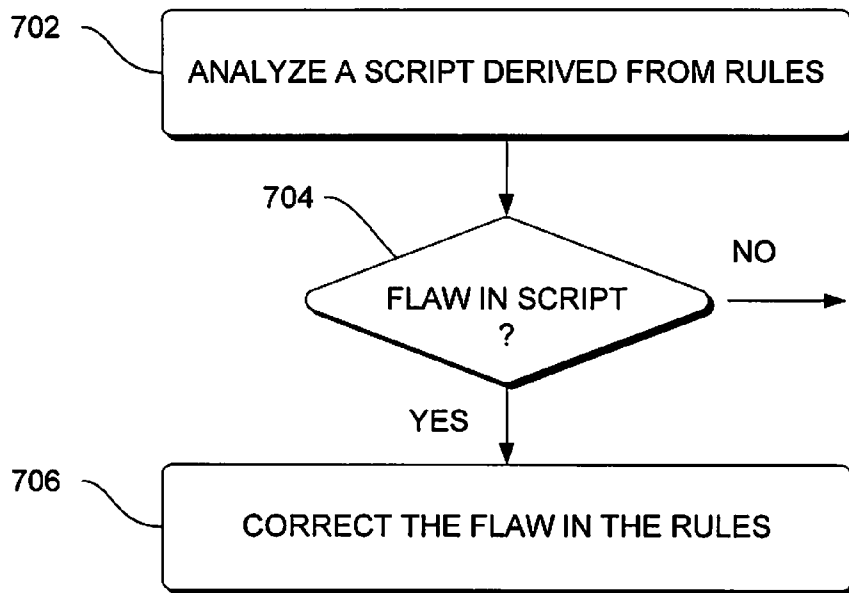 702
ANALYZE A SCRIPT DERIVED FROM RULES
704
NO
FLAW IN SCRIPT
?
YES
706
CORRECT THE FLAW IN THE RULES